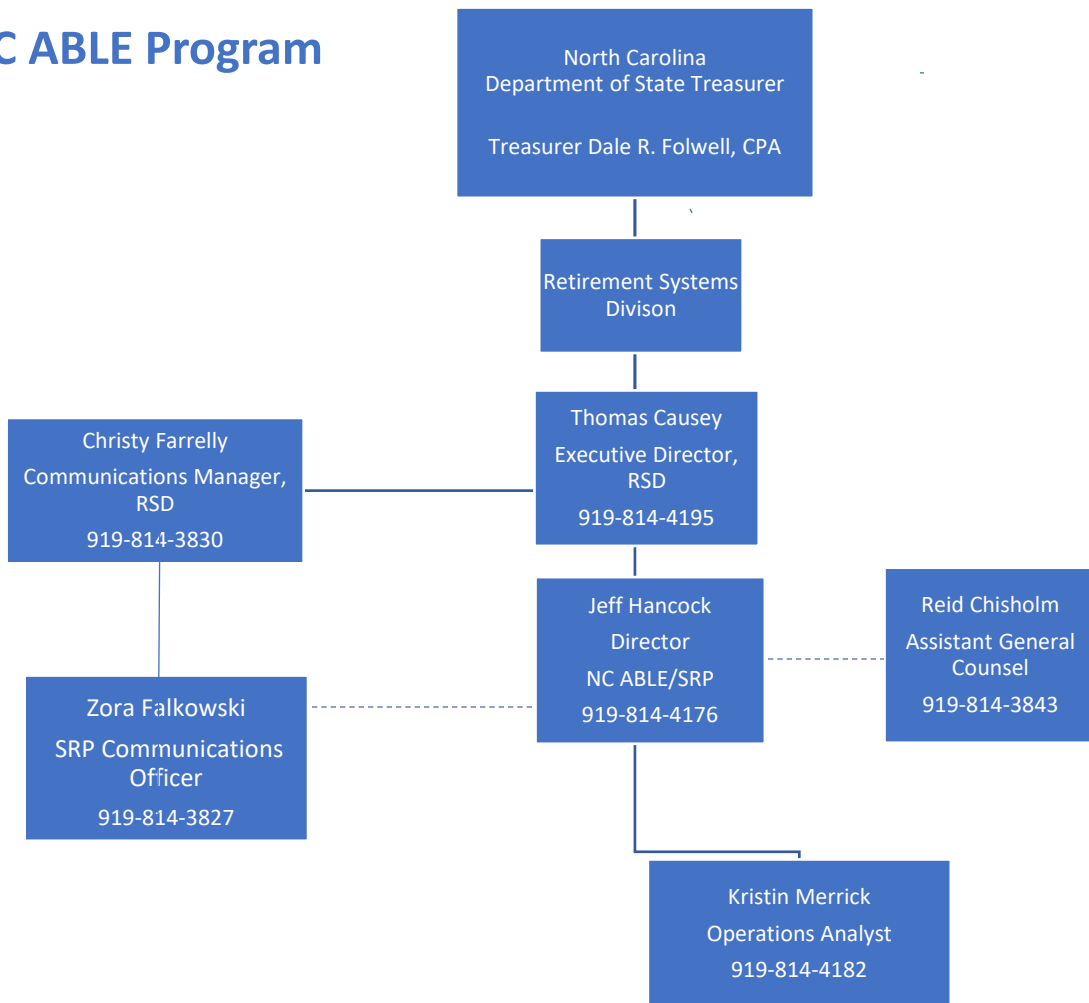 C ABLE Program
North Carolina
Department of State Treasurer
Treasurer Dale R. Folwell, CPA
Retirement Systems
Divison
Thomas Causey
Executive Director,
RSD
919-814-4195
Christy Farrelly
Communications Manager,
RSD
919-814-3830
Jeff Hancock
Director
NC ABLE/SRP
919-814-4176
Reid Chisholm
Assistant General
Counsel
919-814-3843
Zora Falkowski
SRP Communications
Officer
919-814-3827
Kristin Merrick
Operations Analyst
919-814-4182